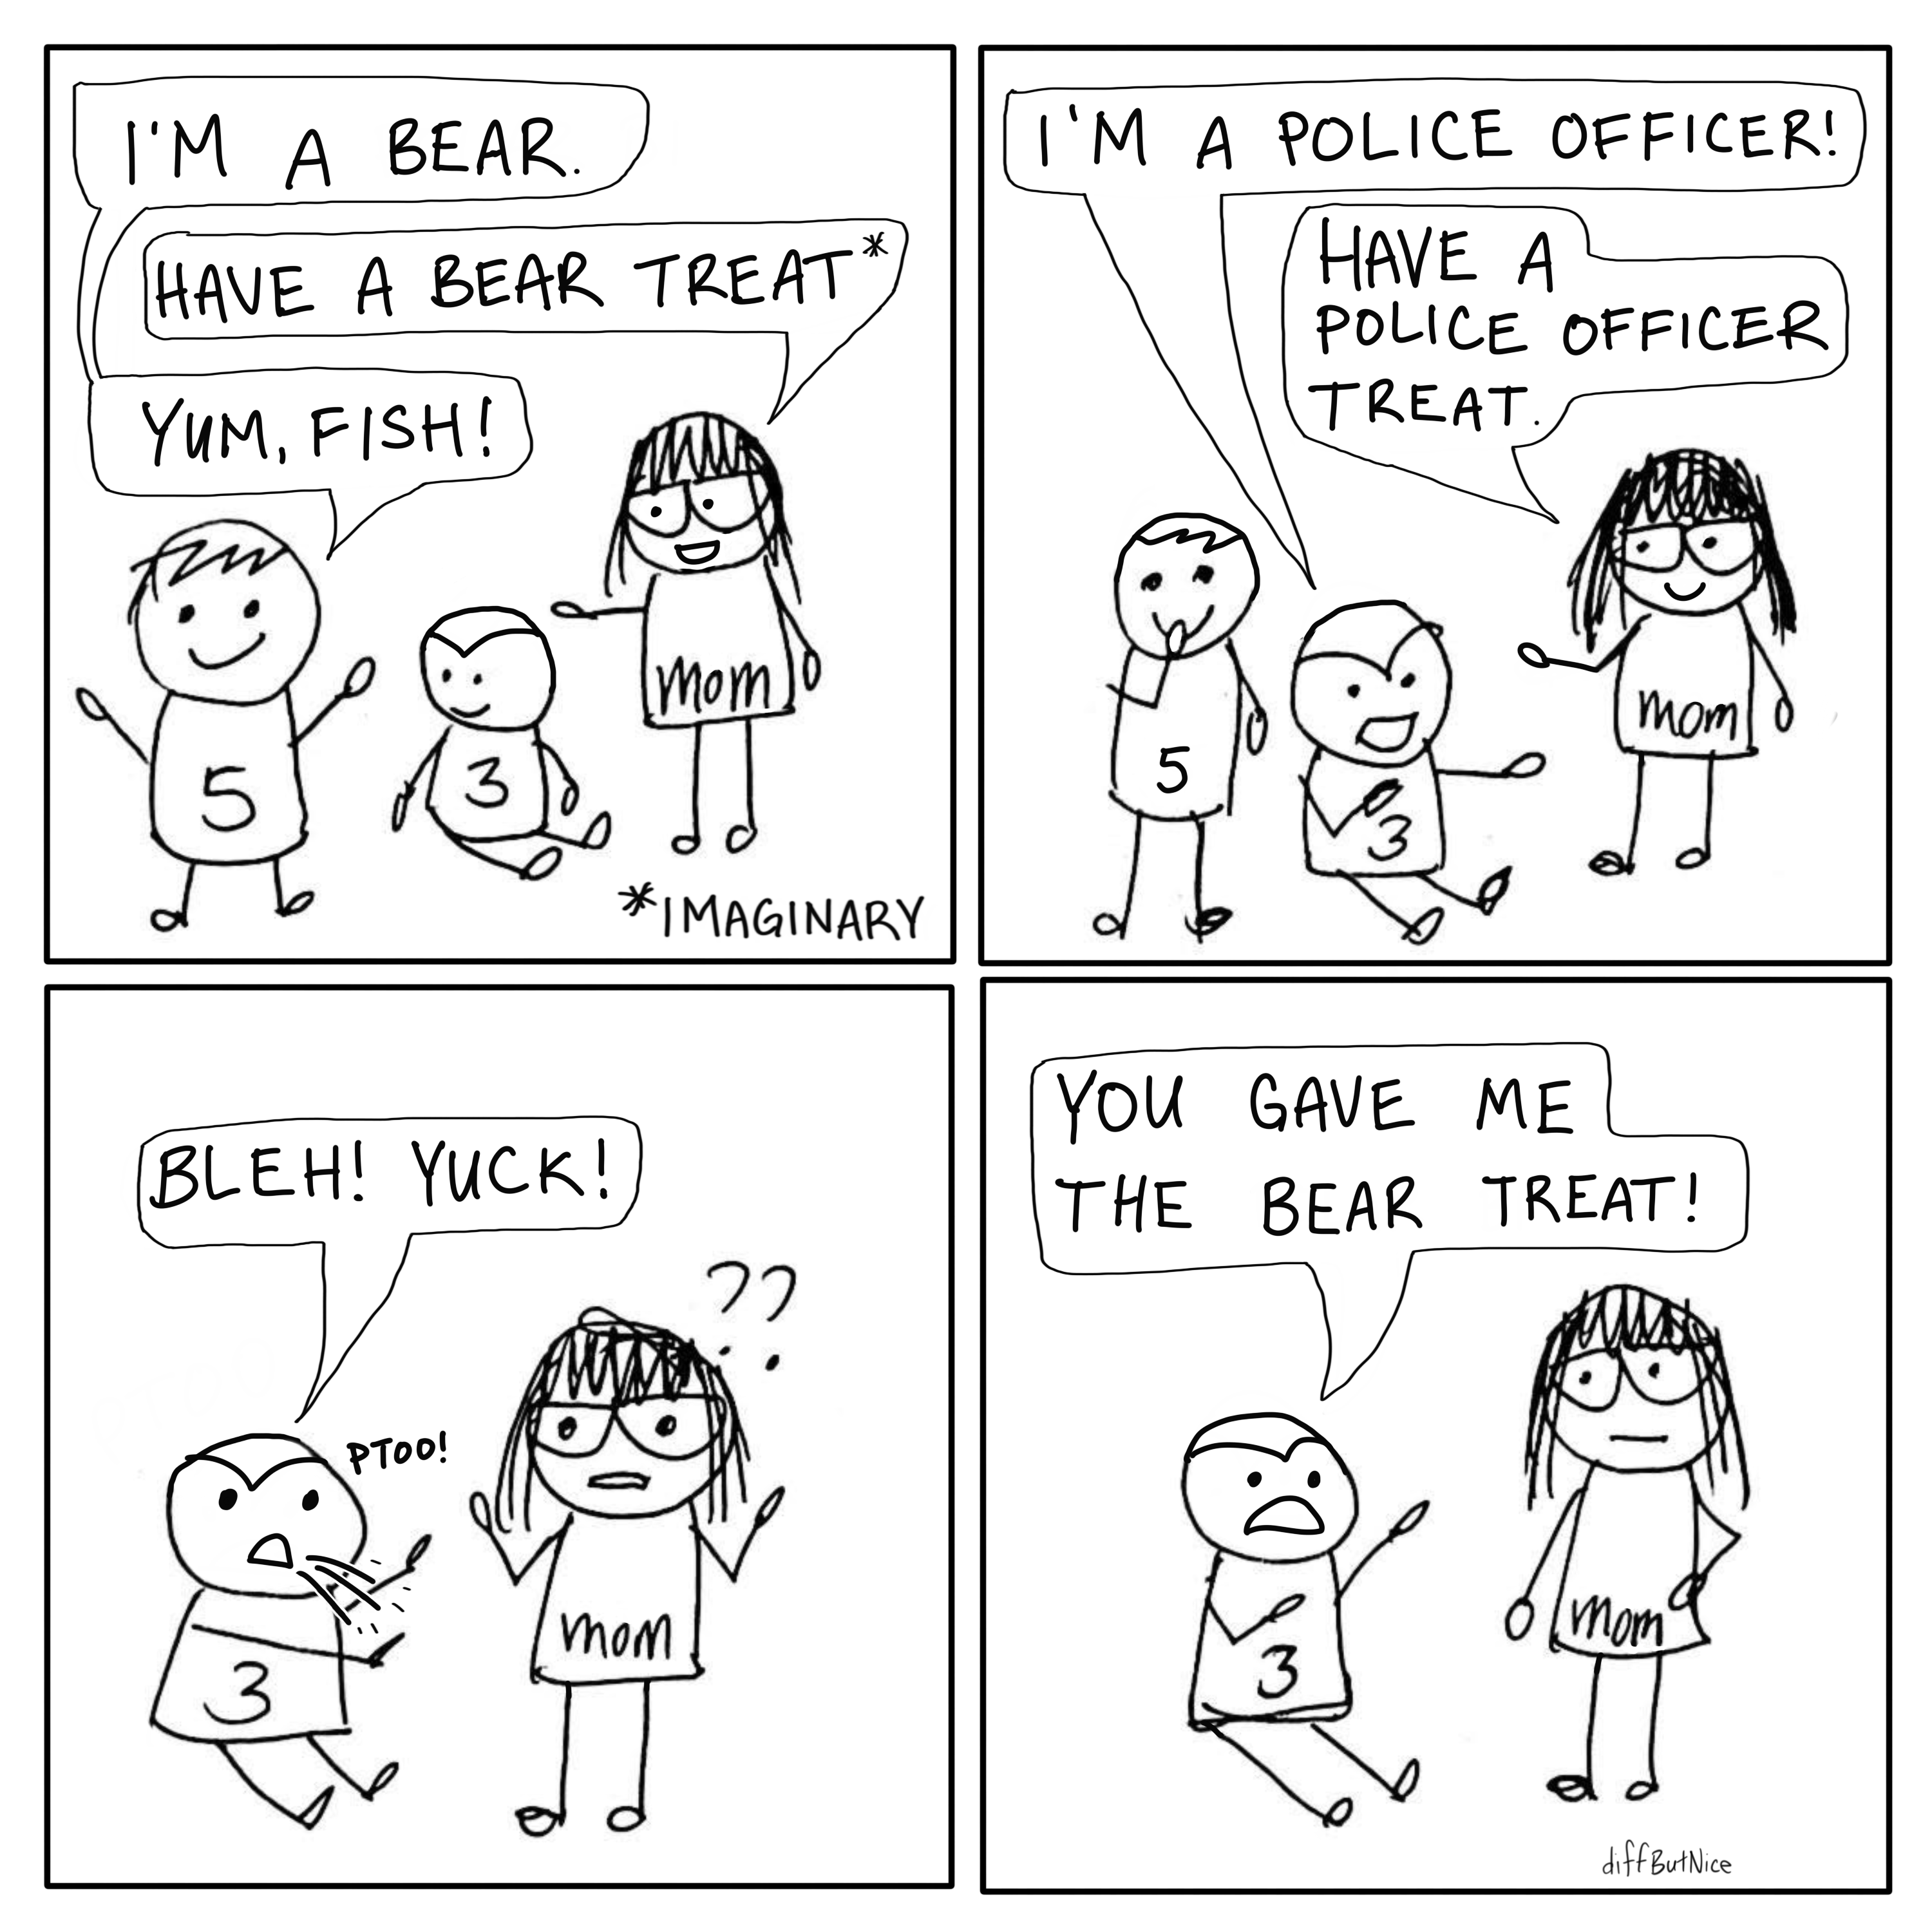 I'M A BEAR.
HAVE A BEAR TREAT*
YUM, FISH!
5
3
mom
*IMAGINARY
I'M A POLICE OFFICER!
HAVE A
POLICE OFFICER
TREAT.
5
3
mom
BLEH! YUCK!
??
PTOO!
3
mom
YOU GAVE ME
THE BEAR TREAT!
3
mom
diffButNice